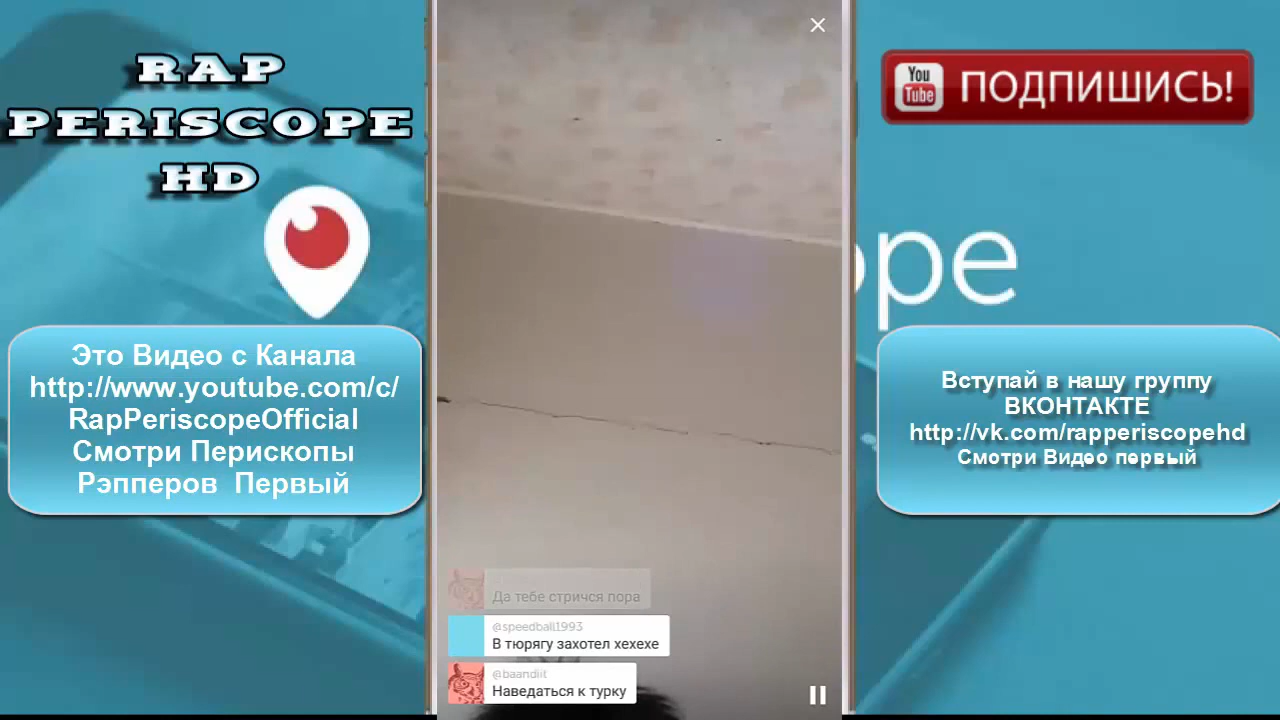 RAP
PERISCOPE
HD
You
Tube
ПОДПИШИСЬ!
ope
Это Видео с Канала
http://www.youtube.com/c/
RapPeriscopeOfficial
Смотри Перископы
Рэпперов Первый
Вступай в нашу группу
ВКОНТАКТЕ
http://vk.com/rapperiscopehd
Смотри Видео первый
Да тебе стричся пора
@speedball1993
В тюрягу захотел хехехе
@baandiit
Наведаться к турку